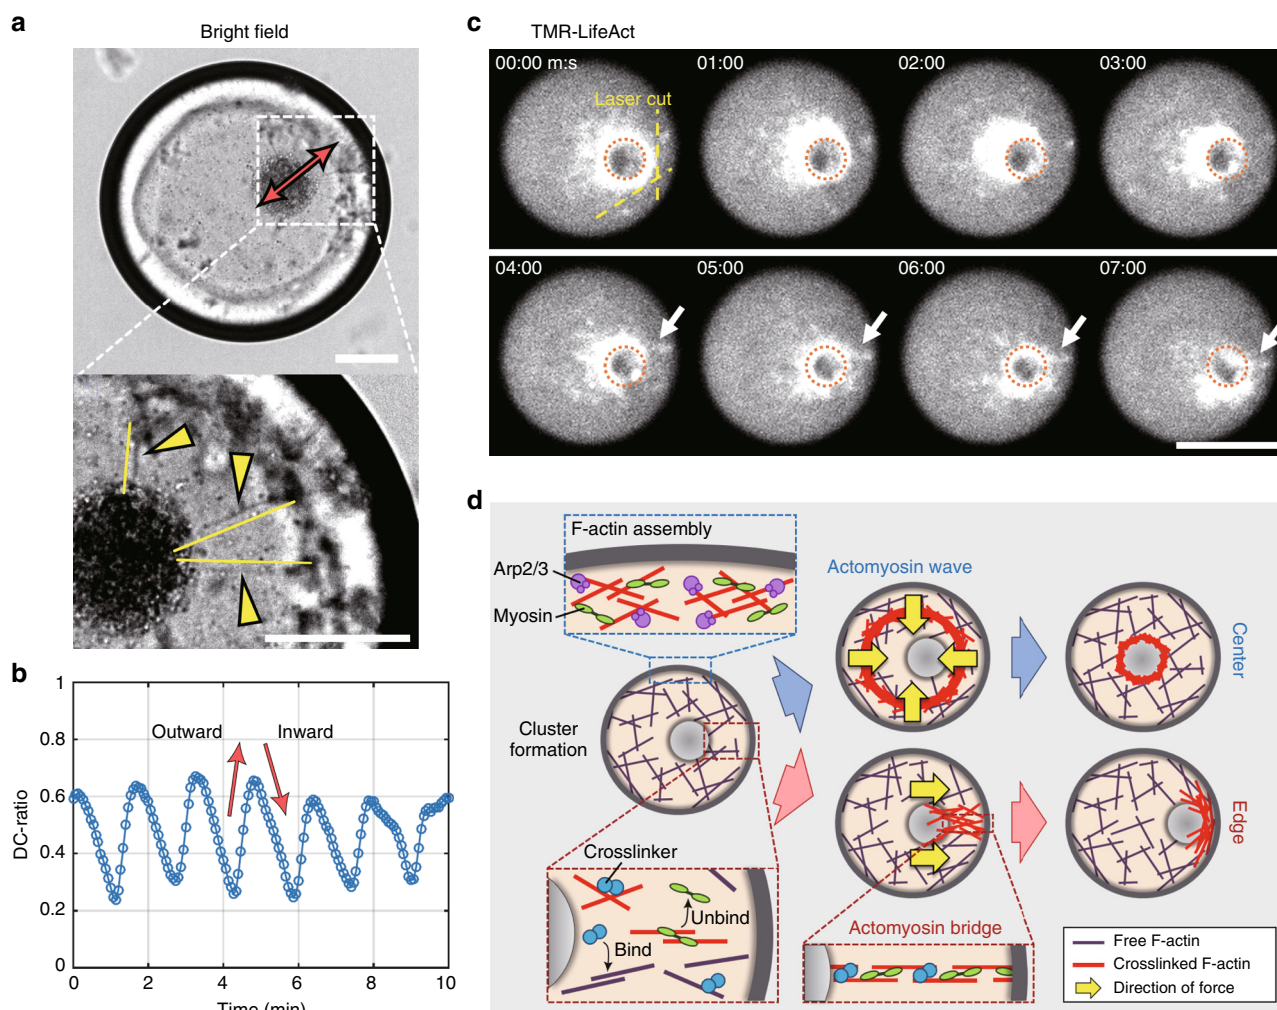 a
Bright field
b
1
0.8
0.6
0.4
0.2
0
DC-ratio
Outward
Inward
0 2 4 6 8 10
Time (min)
c
TMR-LifeAct
00:00 m:s
01:00
02:00
03:00
Laser cut
04:00
05:00
06:00
07:00
d
F-actin assembly
Arp2/3
Myosin
Cluster
formation
Actomyosin wave
Center
Edge
Crosslinker
Unbind
Bind
Actomyosin bridge
Free F-actin
Crosslinked F-actin
Direction of force